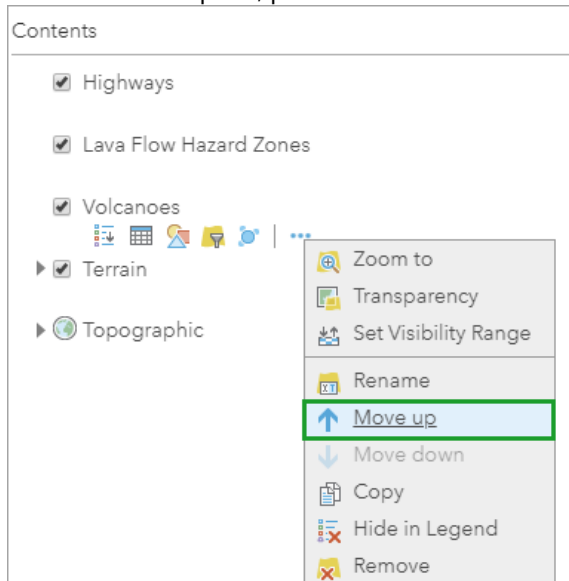 Contents
Highways
Lava Flow Hazard Zones
Volcanoes
Terrain
Topographic
Zoom to
Transparency
Set Visibility Range
Rename
Move up
Move down
Copy
Hide in Legend
Remove